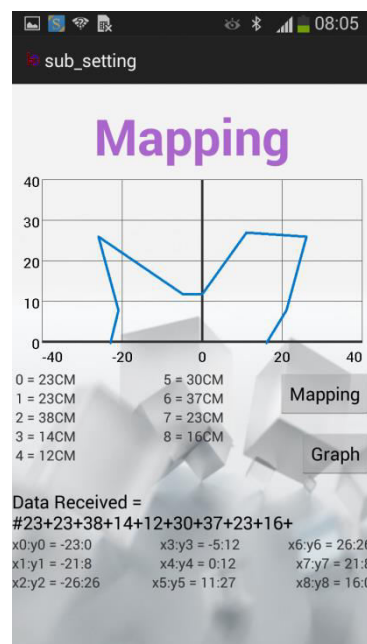 08:05
sub_setting
Mapping
40
30
20
10
0
-40 -20 0 20 40
0 = 23CM 5 = 30CM
1 = 23CM 6 = 37CM
2 = 38CM 7 = 23CM
3 = 14CM 8 = 16CM
4 = 12CM
Mapping
Graph
Data Received =
#23+23+38+14+12+30+37+23+16+
x0:y0 = -23:0 x3:y3 = -5:12 x6:y6 = 26:26
x1:y1 = -21:8 x4:y4 = 0:12 x7:y7 = 21:8
x2:y2 = -26:26 x5:y5 = 11:27 x8:y8 = 16:0